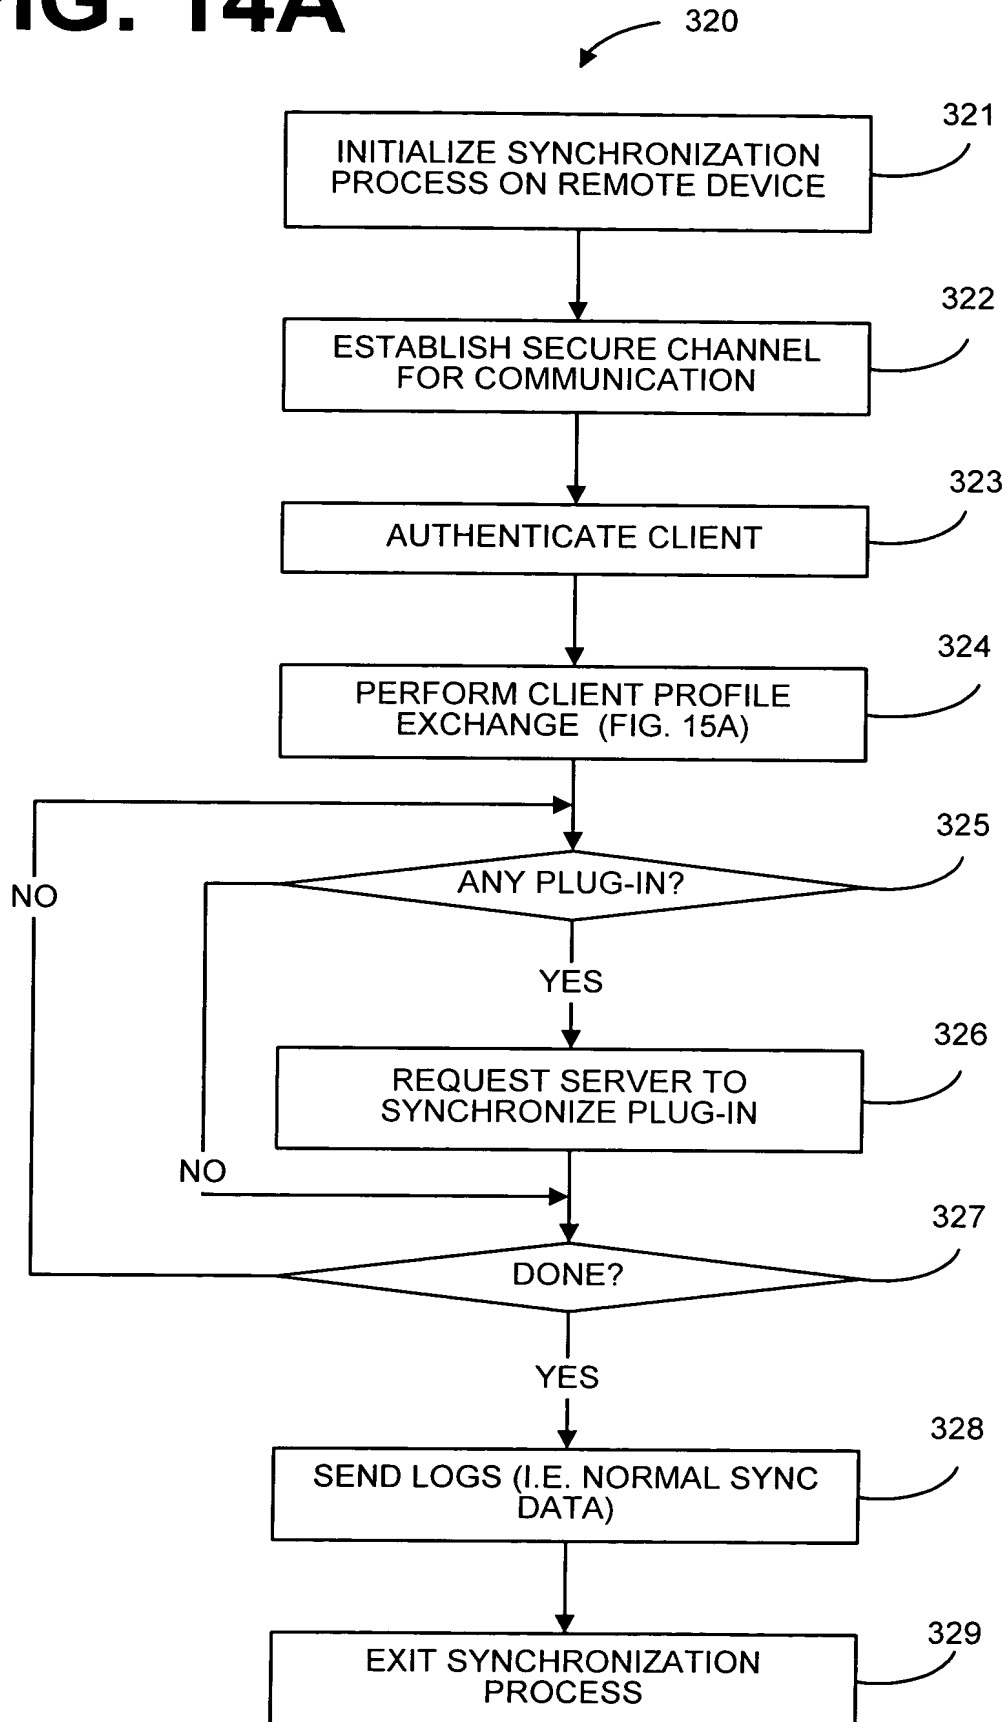 FIG. 14A
320
321
INITIALIZE SYNCHRONIZATION
PROCESS ON REMOTE DEVICE
322
ESTABLISH SECURE CHANNEL
FOR COMMUNICATION
323
AUTHENTICATE CLIENT
324
PERFORM CLIENT PROFILE
EXCHANGE (FIG. 15A)
325
ANY PLUG-IN?
NO
YES
326
REQUEST SERVER TO
SYNCHRONIZE PLUG-IN
NO
327
DONE?
YES
328
SEND LOGS (I.E. NORMAL SYNC
DATA)
329
EXIT SYNCHRONIZATION
PROCESS